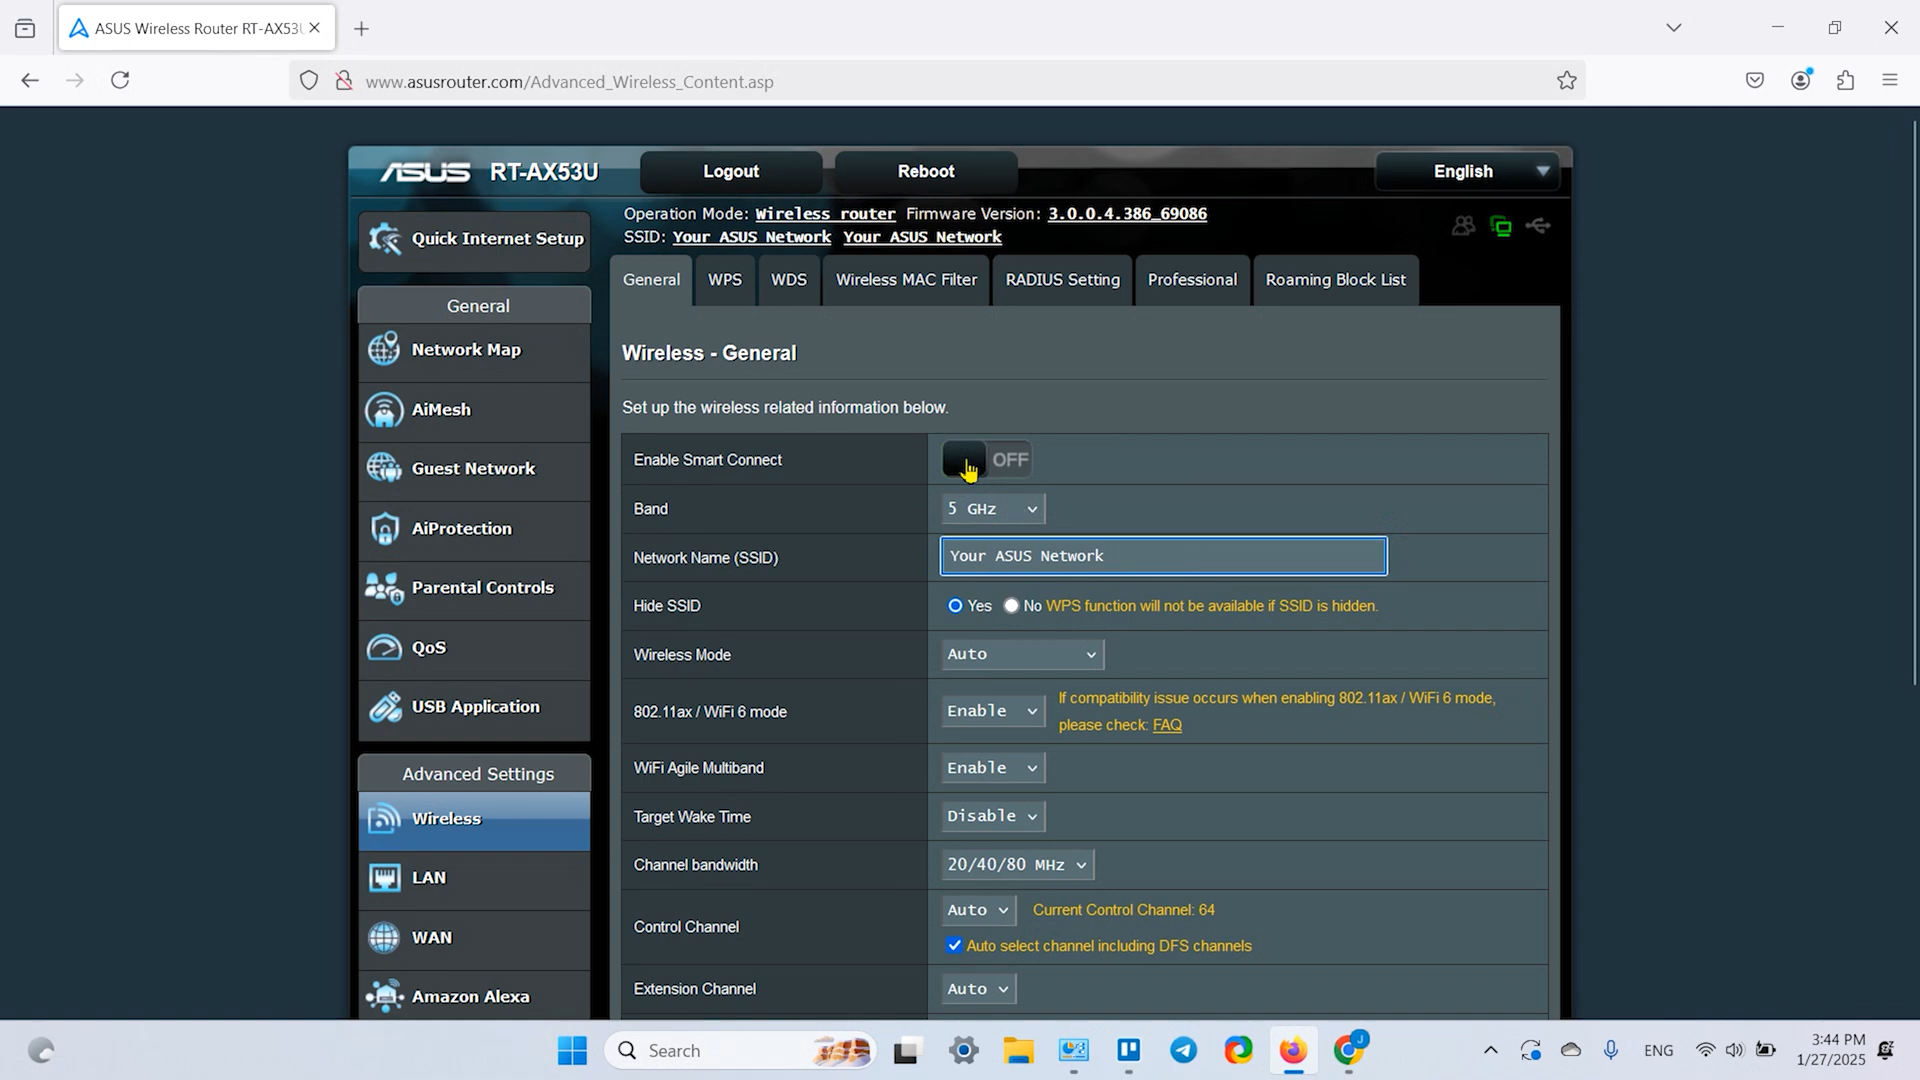 ASUS Wireless Router RT-AX53U
www.asusrouter.com/Advanced_Wireless_Content.asp
ASUS RT-AX53U
Logout
Reboot
English
Operation Mode: Wireless router Firmware Version: 3.0.0.4.386_69086
SSID: Your ASUS Network Your ASUS Network
Quick Internet Setup
General
Network Map
AiMesh
Guest Network
AiProtection
Parental Controls
QoS
USB Application
Advanced Settings
Wireless
LAN
WAN
Amazon Alexa
General
WPS
WDS
Wireless MAC Filter
RADIUS Setting
Professional
Roaming Block List
Wireless - General
Set up the wireless related information below.
Enable Smart Connect
OFF
Band
5 GHz
Network Name (SSID)
Your ASUS Network
Hide SSID
Yes No WPS function will not be available if SSID is hidden.
Wireless Mode
Auto
802.11ax / WiFi 6 mode
Enable
If compatibility issue occurs when enabling 802.11ax / WiFi 6 mode,
please check: FAQ
WiFi Agile Multiband
Enable
Target Wake Time
Disable
Channel bandwidth
20/40/80 MHz
Control Channel
Auto
Current Control Channel: 64
Auto select channel including DFS channels
Extension Channel
Auto
Search
J
ENG
3:44 PM
1/27/2025